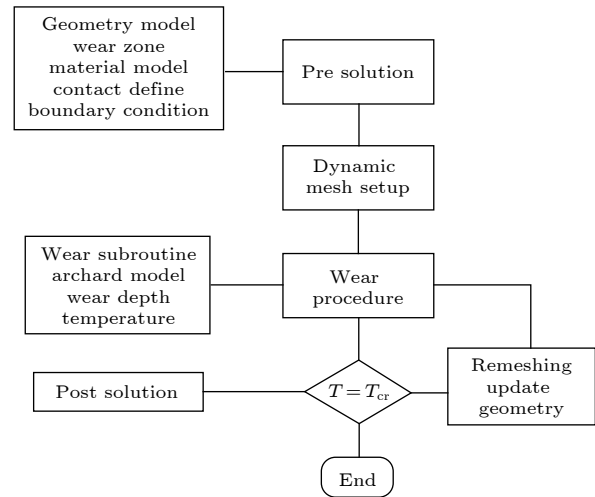 Geometry model
wear zone
material model
contact define
boundary condition
Pre solution
Dynamic
mesh setup
Wear subroutine
archard model
wear depth
temperature
Wear
procedure
Post solution
T = T_cr
Remeshing
update
geometry
End